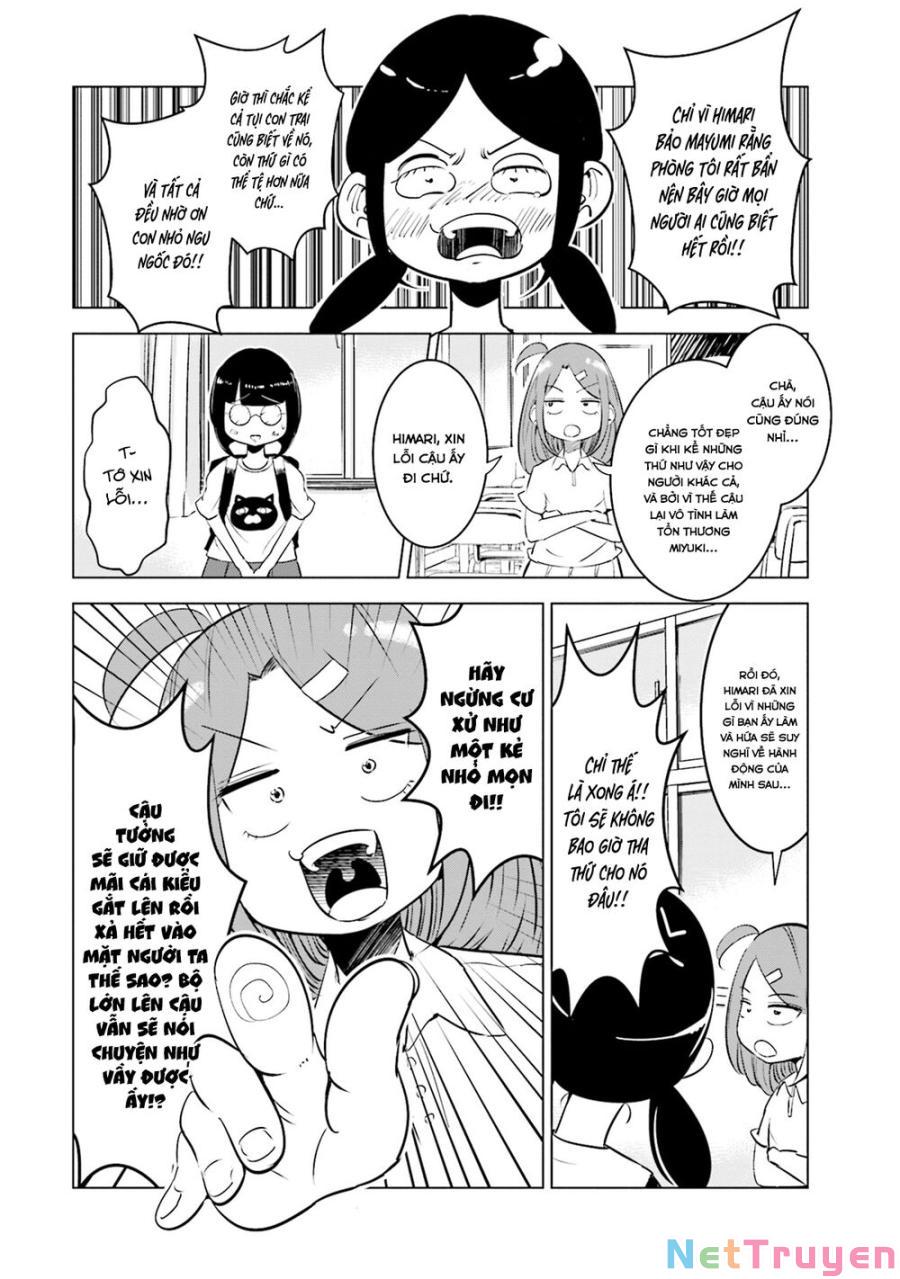 CHỈ VÌ HIMARI
BẢO MAYUMI RẰNG
PHÒNG TÔI RẤT BẨN
NÊN BÂY GIỜ MỌI
NGƯỜI AI CŨNG BIẾT
HẾT RỒI!!
GIỜ THÌ CHẮC KỂ
CẢ TỤI CON TRAI
CŨNG BIẾT VỀ NÓ,
CÒN THỨ GÌ CÓ
THỂ TỆ HƠN NỮA
CHỨ...
VÀ TẤT CẢ
ĐỀU NHỜ ƠN
CON NHỎ NGU
NGỐC ĐÓ!!
CHÀ,
CẬU ẤY NÓI
CŨNG ĐÚNG
NHỈ...
CHẲNG TỐT ĐẸP
GÌ KHI KỂ NHỮNG
THỨ NHƯ VẬY CHO
NGƯỜI KHÁC CẢ,
VÀ BỞI VÌ THẾ CẬU
LẠI VÔ TÌNH LÀM
TỔN THƯƠNG
MIYUKI...
HIMARI, XIN
LỖI CẬU ẤY
ĐI CHỨ.
T-
TỚ XIN
LỖI...
RỒI ĐÓ,
HIMARI ĐÃ XIN
LỖI VÌ NHỮNG
GÌ BẠN ẤY LÀM
VÀ HỨA SẼ SUY
NGHĨ VỀ HÀNH
ĐỘNG CỦA
MÌNH SAU...
CHỈ THẾ
LÀ XONG Á!!
TÔI SẼ KHÔNG
BAO GIỜ THA
THỨ CHO NÓ
ĐÂU!!
HÃY
NGỪNG CƯ
XỬ NHƯ
MỘT KẺ
NHỎ MỌN
ĐI!!
CẬU
TƯỞNG
SẼ GIỮ ĐƯỢC
MÃI CÁI KIỂU
GẮT LÊN RỒI
XẢ HẾT VÀO
MẶT NGƯỜI TA
THẾ SAO? BỘ
LỚN LÊN CẬU
VẪN SẼ NÓI
CHUYỆN NHƯ
VẦY ĐƯỢC
ẤY!?
NETTRUYEN